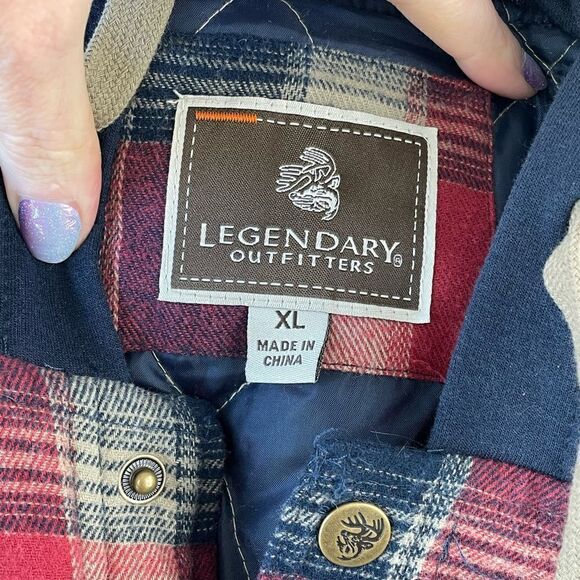 LEGENDARY®
OUTFITTERS
XL
MADE IN
CHINA